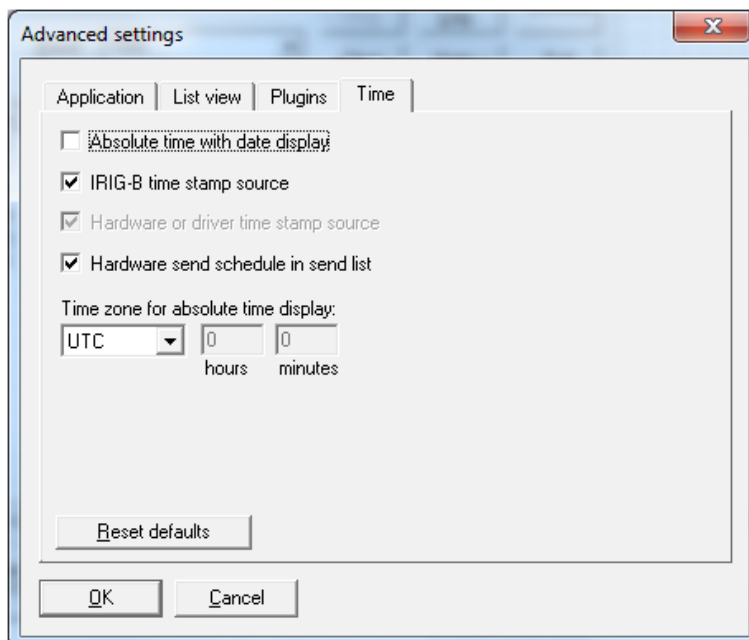 Advanced settings
Application
List view
Plugins
Time
Absolute time with date display
IRIG-B time stamp source
Hardware or driver time stamp source
Hardware send schedule in send list
Time zone for absolute time display:
UTC
0
0
hours
minutes
Reset defaults
OK
Cancel